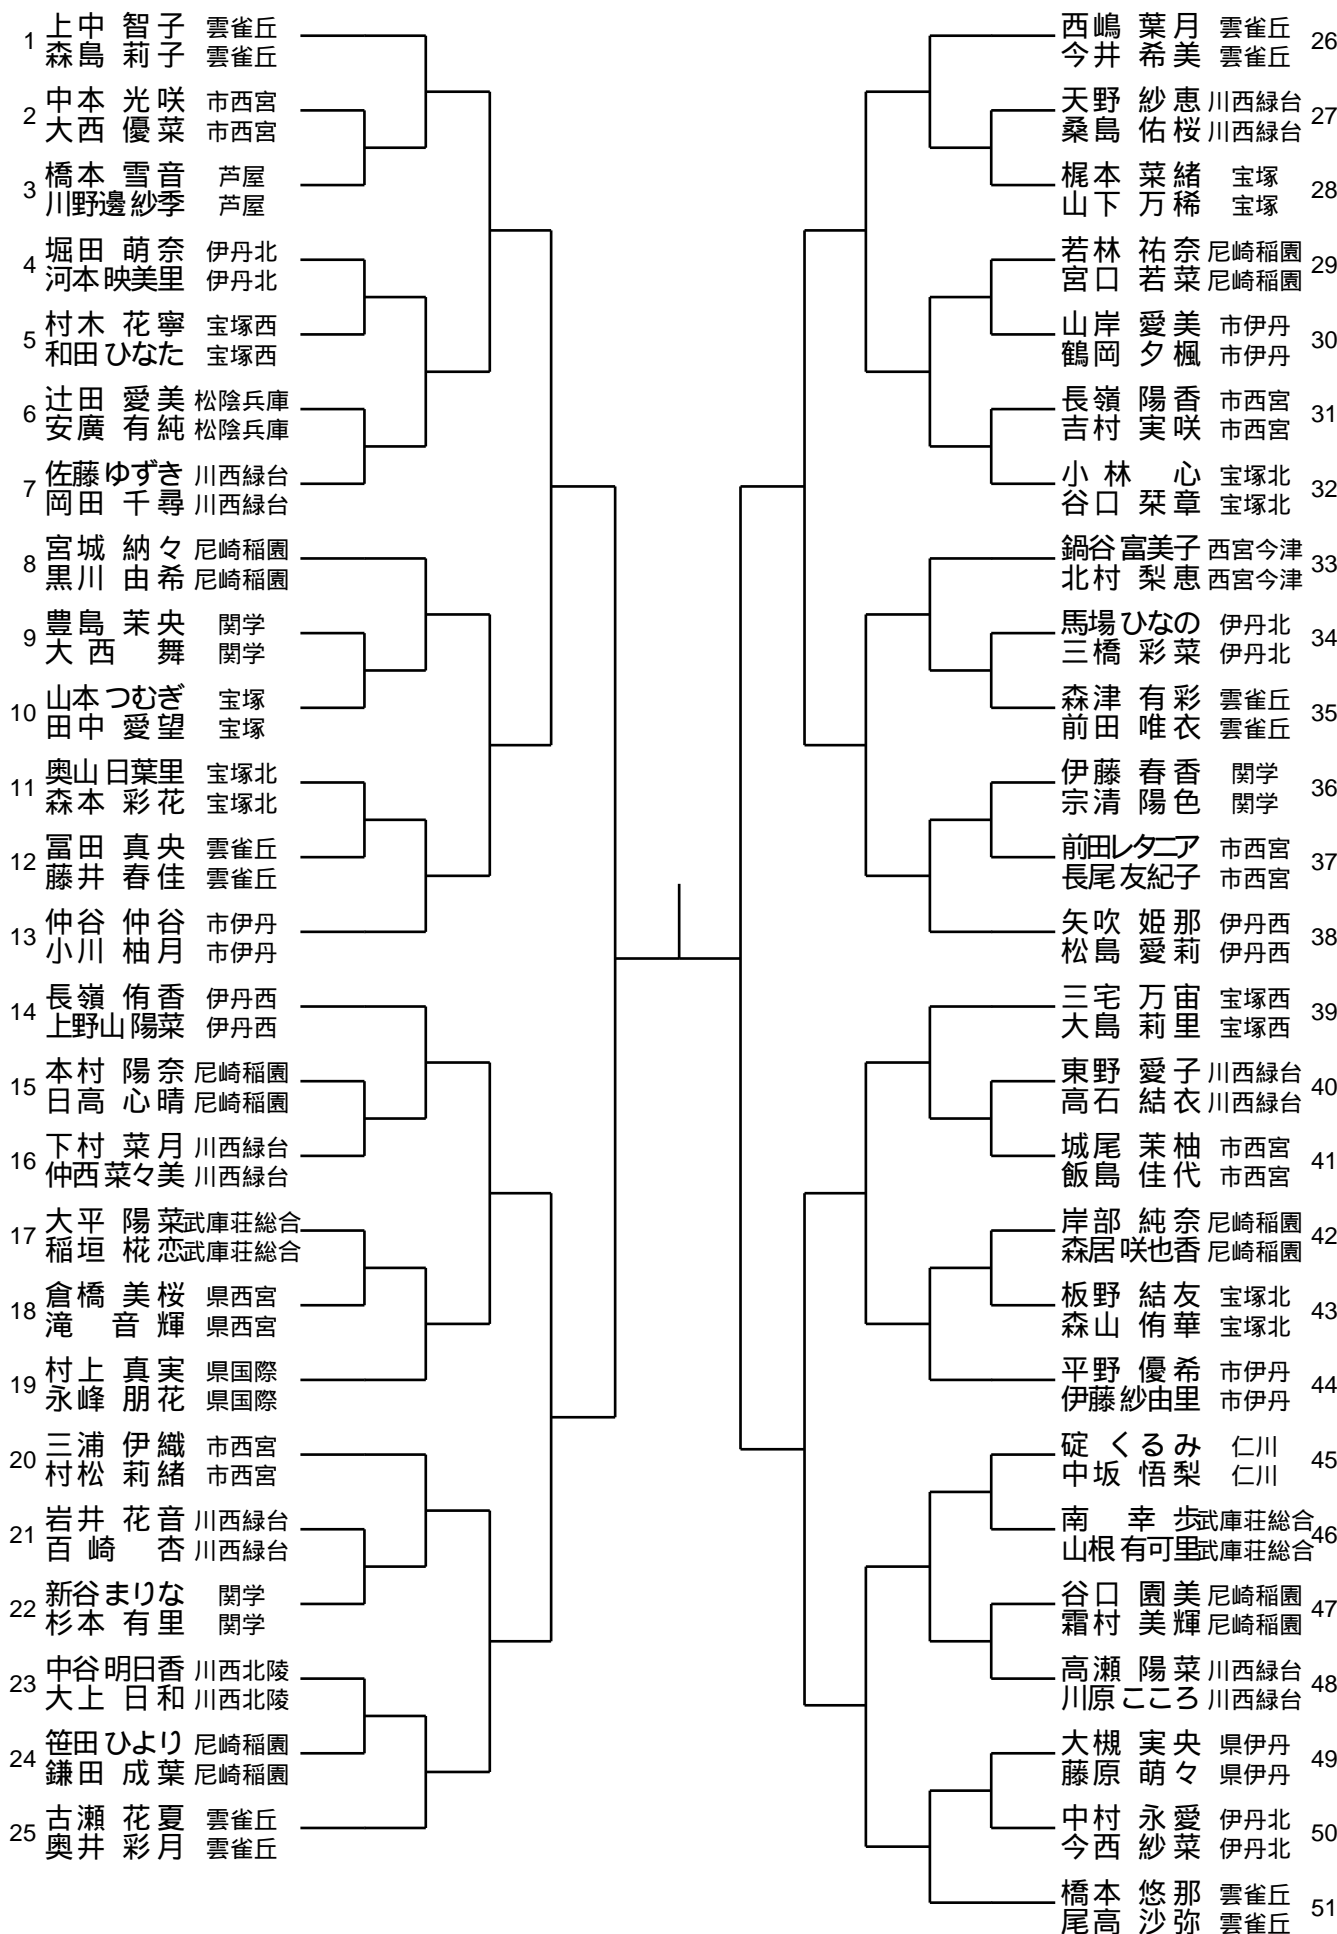 1 上中 智子 雲雀丘
森島 莉子 雲雀丘
2 中本 光咲 市西宮
大西 優菜 市西宮
3 橋本 雪音 芦屋
川野邊紗季 芦屋
4 堀田 萌奈 伊丹北
河本映美里 伊丹北
5 村木 花寧 宝塚西
和田ひなた 宝塚西
6 辻田 愛美 松陰兵庫
安廣 有純 松陰兵庫
7 佐藤ゆずき 川西緑台
岡田 千尋 川西緑台
8 宮城 納々 尼崎稲園
黒川 由希 尼崎稲園
9 豊島 茉央 関学
大西 舞 関学
10 山本つむぎ 宝塚
田中 愛望 宝塚
11 奥山日葉里 宝塚北
森本 彩花 宝塚北
12 冨田 真央 雲雀丘
藤井 春佳 雲雀丘
13 仲谷 仲谷 市伊丹
小川 柚月 市伊丹
14 長嶺 侑香 伊丹西
上野山陽菜 伊丹西
15 本村 陽奈 尼崎稲園
日高 心晴 尼崎稲園
16 下村 菜月 川西緑台
仲西菜々美 川西緑台
17 大平 陽菜 武庫荘総合
稲垣 椛恋 武庫荘総合
18 倉橋 美桜 県西宮
滝 音輝 県西宮
19 村上 真実 県国際
永峰 朋花 県国際
20 三浦 伊織 市西宮
村松 莉緒 市西宮
21 岩井 花音 川西緑台
百崎 杏 川西緑台
22 新谷まりな 関学
杉本 有里 関学
23 中谷明日香 川西北陵
大上 日和 川西北陵
24 笹田ひより 尼崎稲園
鎌田 成葉 尼崎稲園
25 古瀬 花夏 雲雀丘
奥井 彩月 雲雀丘
西嶋 葉月 雲雀丘 26
今井 希美 雲雀丘
天野 紗恵 川西緑台 27
桑島 佑桜 川西緑台
梶本 菜緒 宝塚 28
山下 万稀 宝塚
若林 祐奈 尼崎稲園 29
宮口 若菜 尼崎稲園
山岸 愛美 市伊丹 30
鶴岡 夕楓 市伊丹
長嶺 陽香 市西宮 31
吉村 実咲 市西宮
小林 心 宝塚北 32
谷口 栞章 宝塚北
鍋谷富美子 西宮今津 33
北村 梨恵 西宮今津
馬場ひなの 伊丹北 34
三橋 彩菜 伊丹北
森津 有彩 雲雀丘 35
前田 唯衣 雲雀丘
伊藤 春香 関学 36
宗清 陽色 関学
前田レタニア 市西宮 37
長尾友紀子 市西宮
矢吹 姫那 伊丹西 38
松島 愛莉 伊丹西
三宅 万宙 宝塚西 39
大島 莉里 宝塚西
東野 愛子 川西緑台 40
高石 結衣 川西緑台
城尾 茉柚 市西宮 41
飯島 佳代 市西宮
岸部 純奈 尼崎稲園 42
森居咲也香 尼崎稲園
板野 結友 宝塚北 43
森山 侑華 宝塚北
平野 優希 市伊丹 44
伊藤紗由里 市伊丹
碇 くるみ 仁川 45
中坂 悟梨 仁川
南 幸歩 武庫荘総合 46
山根有可里 武庫荘総合
谷口 園美 尼崎稲園 47
霜村 美輝 尼崎稲園
高瀬 陽菜 川西緑台 48
川原こころ 川西緑台
大槻 実央 県伊丹 49
藤原 萌々 県伊丹
中村 永愛 伊丹北 50
今西 紗菜 伊丹北
橋本 悠那 雲雀丘 51
尾高 沙弥 雲雀丘